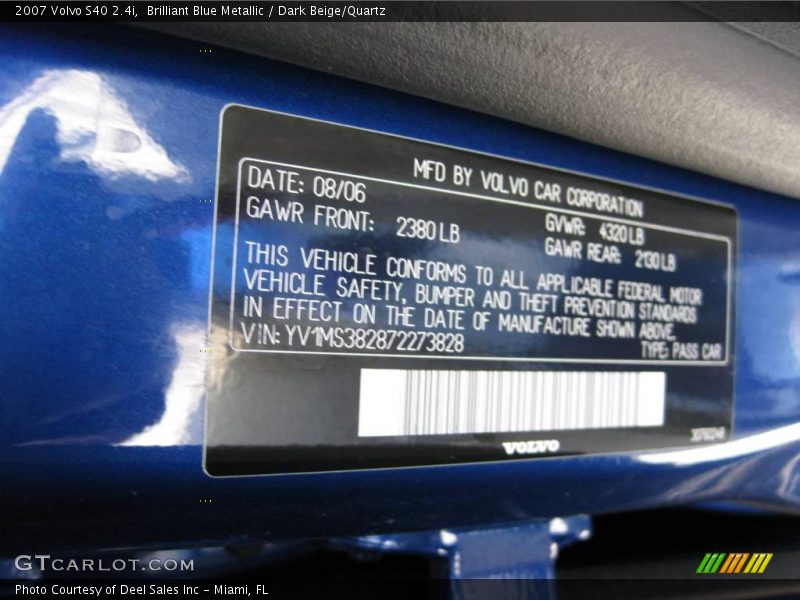 2007 Volvo S40 2.4i,  Brilliant Blue Metallic / Dark Beige/Quartz
MFD BY VOLVO CAR CORPORATION
DATE: 08/06
GVWR: 4320 LB
GAWR FRONT: 2380 LB
GAWR REAR: 2130 LB
THIS VEHICLE CONFORMS TO ALL APPLICABLE FEDERAL MOTOR
VEHICLE SAFETY, BUMPER AND THEFT PREVENTION STANDARDS
IN EFFECT ON THE DATE OF MANUFACTURE SHOWN ABOVE.
VIN: YV1MS382872273828
TYPE: PASS CAR
VOLVO
GTCARLOT.COM
Photo Courtesy of Deel Sales Inc - Miami, FL